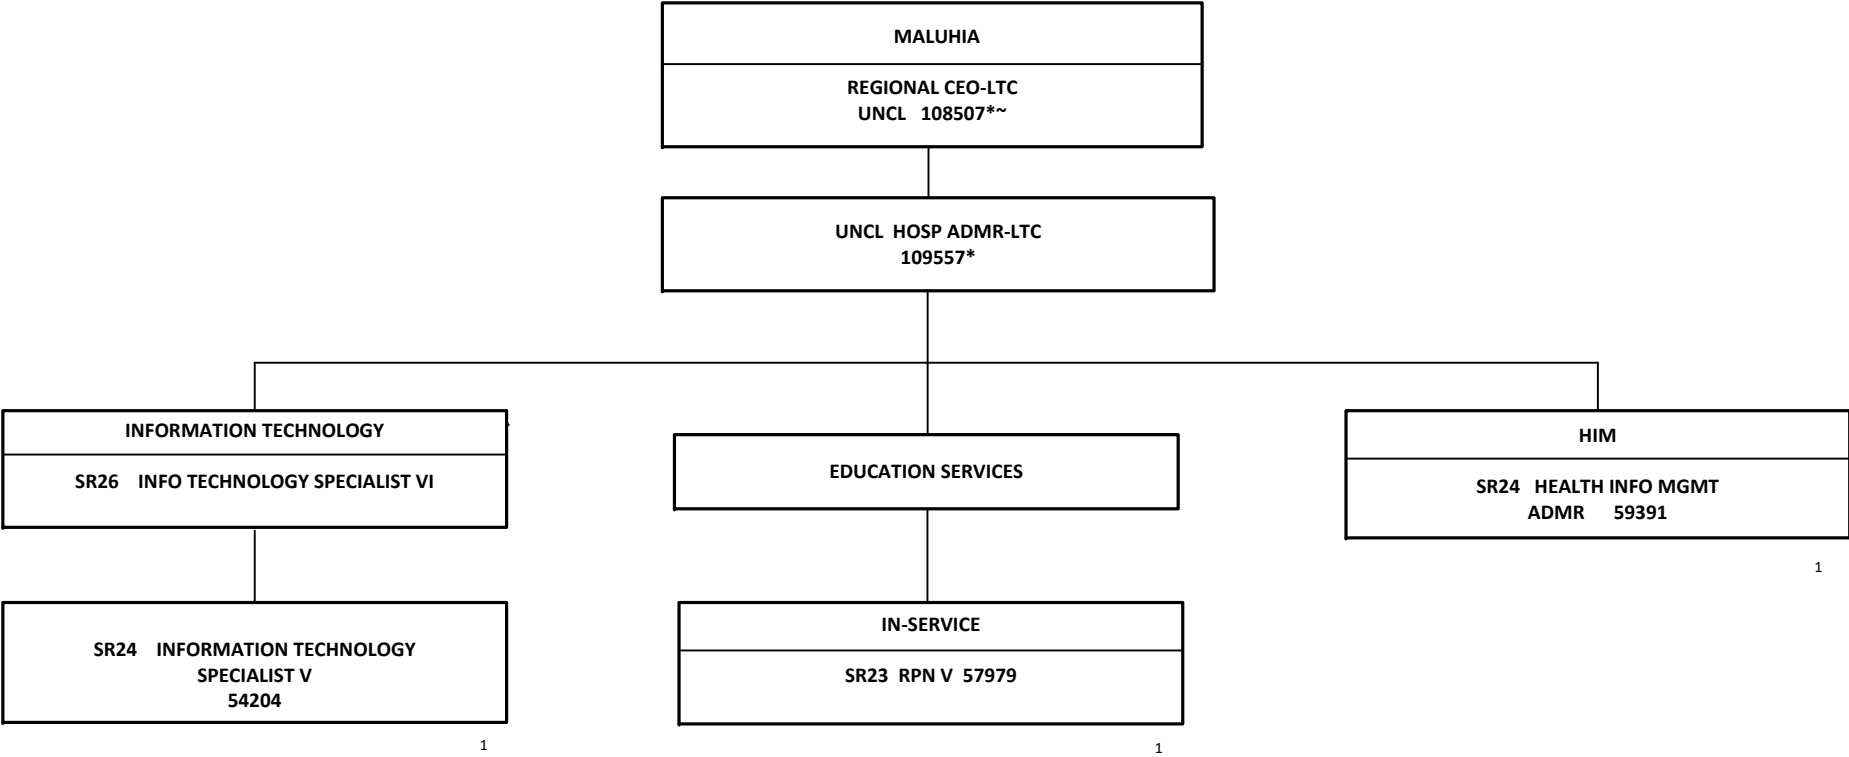 MALUHIA
REGIONAL CEO-LTC
UNCL 108507*~
UNCL HOSP ADMR-LTC
109557*
INFORMATION TECHNOLOGY
SR26 INFO TECHNOLOGY SPECIALIST VI
SR24 INFORMATION TECHNOLOGY
SPECIALIST V
54204
1
EDUCATION SERVICES
IN-SERVICE
SR23 RPN V 57979
1
HIM
SR24 HEALTH INFO MGMT
ADMR 59391
1